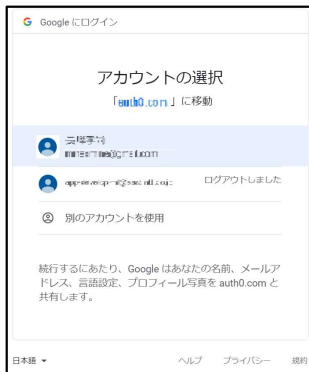 Google にログイン
アカウントの選択
「auth0.com」に移動
ログアウトしました
別のアカウントを使用
続行するにあたり、Google はあなたの名前、メールア
ドレス、言語設定、プロフィール写真を auth0.com と
共有します。
日本語
ヘルプ プライバシー 規約